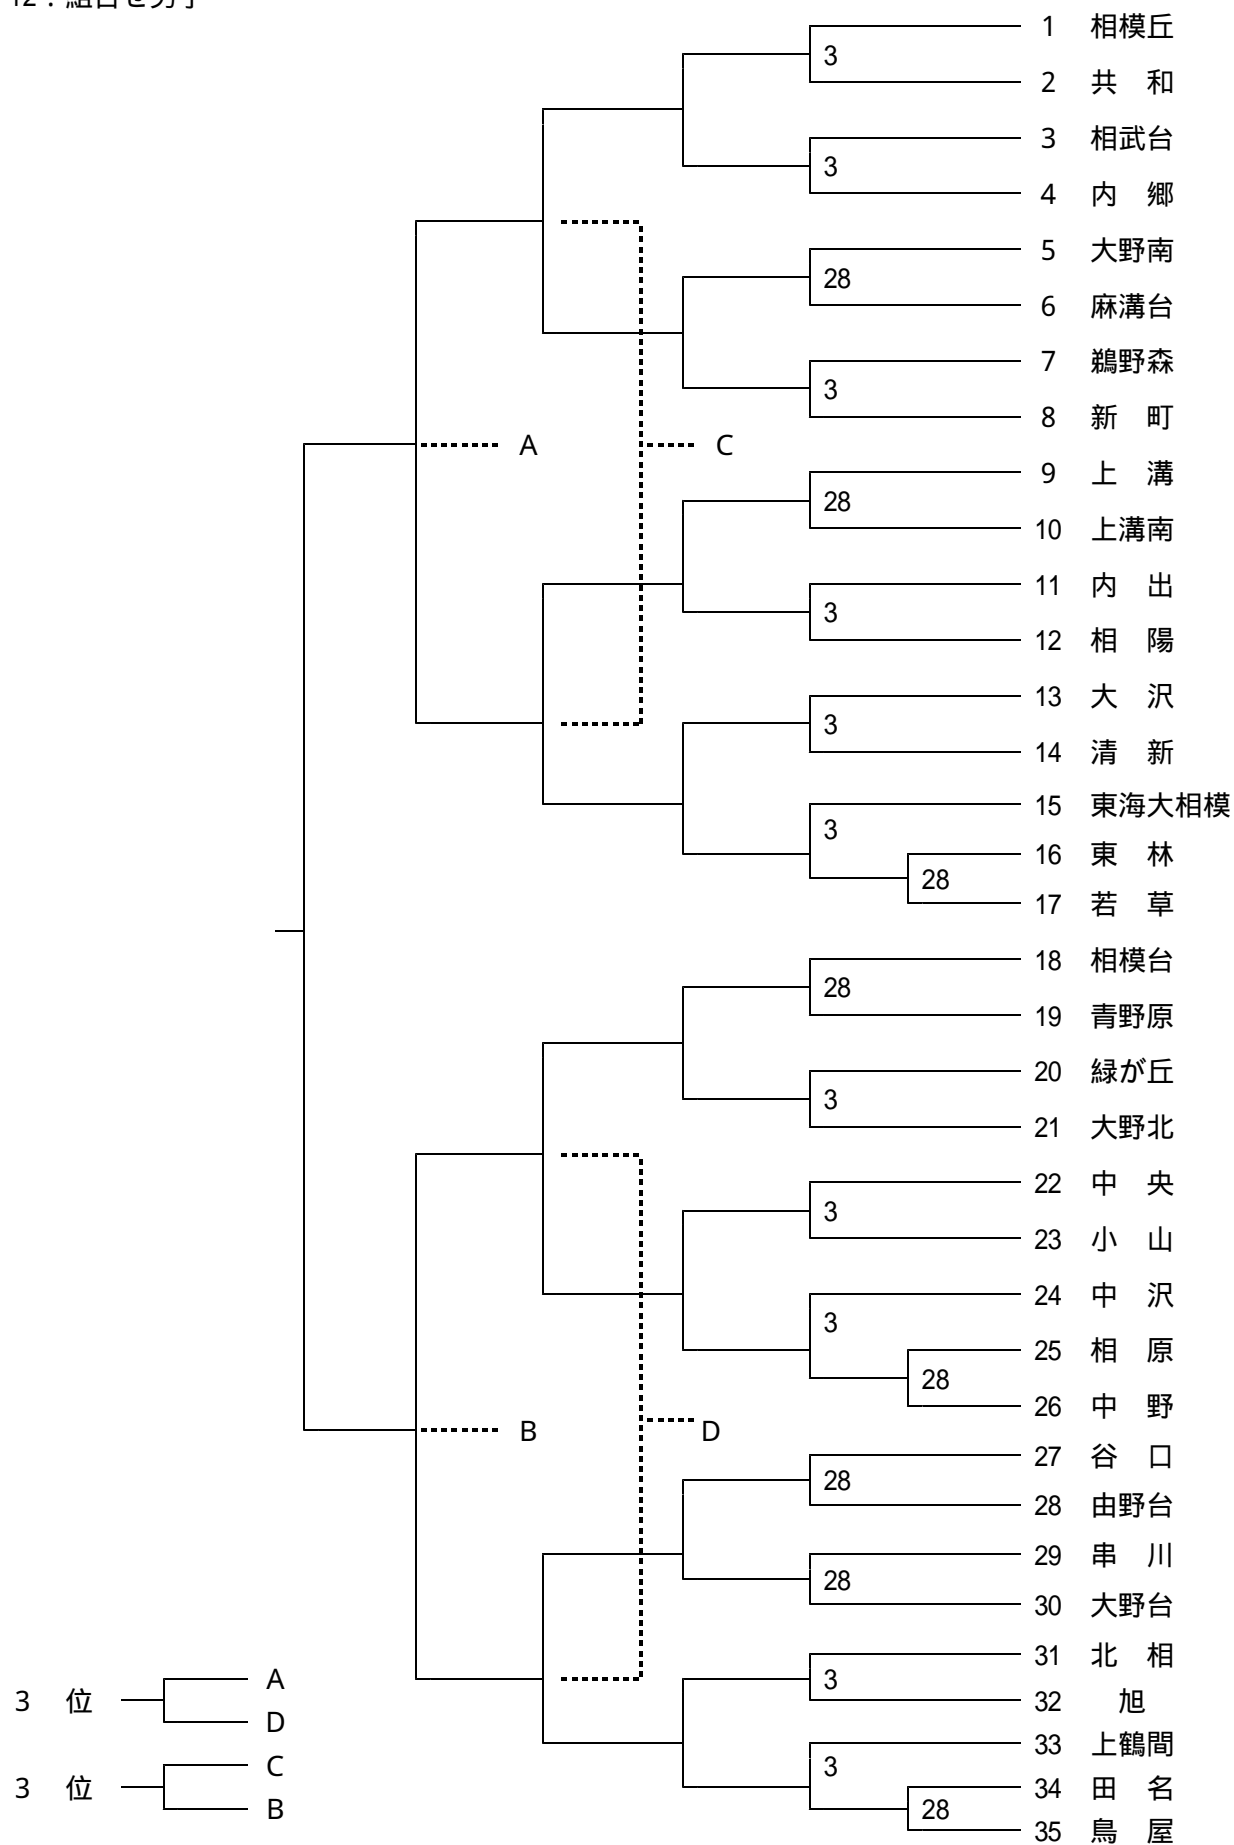 12．組合せ男子
1 相模丘
3
2 共　和
3 相武台
3
4 内　郷
5 大野南
28
6 麻溝台
7 鵜野森
3
8 新　町
A
C
9 上　溝
28
10 上溝南
11 内　出
3
12 相　陽
13 大　沢
3
14 清　新
15 東海大相模
3
16 東　林
28
17 若　草
18 相模台
28
19 青野原
20 緑が丘
3
21 大野北
22 中　央
3
23 小　山
24 中　沢
3
25 相　原
28
26 中　野
B
D
27 谷　口
28
28 由野台
29 串　川
28
30 大野台
31 北　相
3
32 旭
33 上鶴間
3
34 田　名
28
35 鳥　屋
A
3　位
D
C
3　位
B